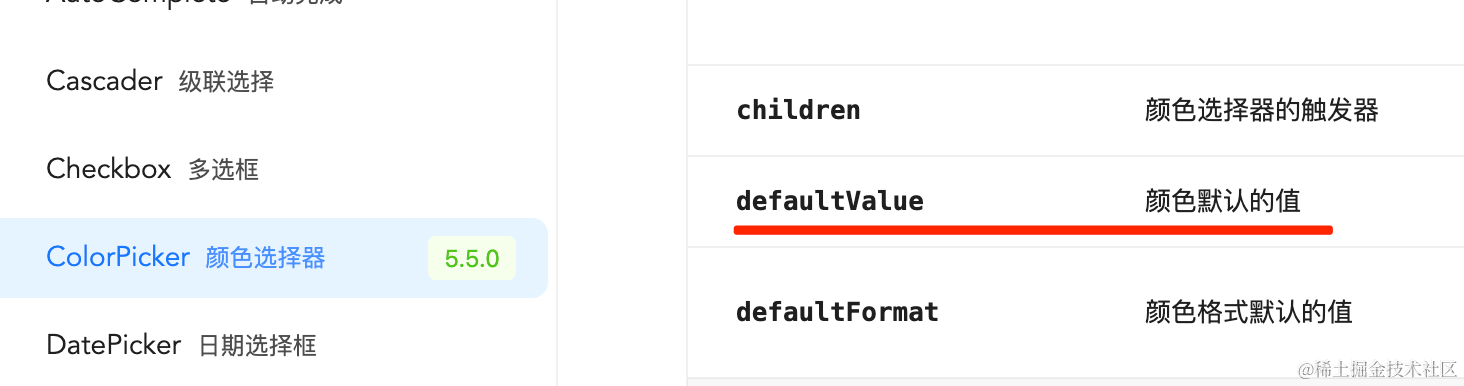 AutoComplete 自动完成
Cascader 级联选择
Checkbox 多选框
ColorPicker 颜色选择器 5.5.0
DatePicker 日期选择框
children 颜色选择器的触发器
defaultValue 颜色默认的值
defaultFormat 颜色格式默认的值
@稀土掘金技术社区